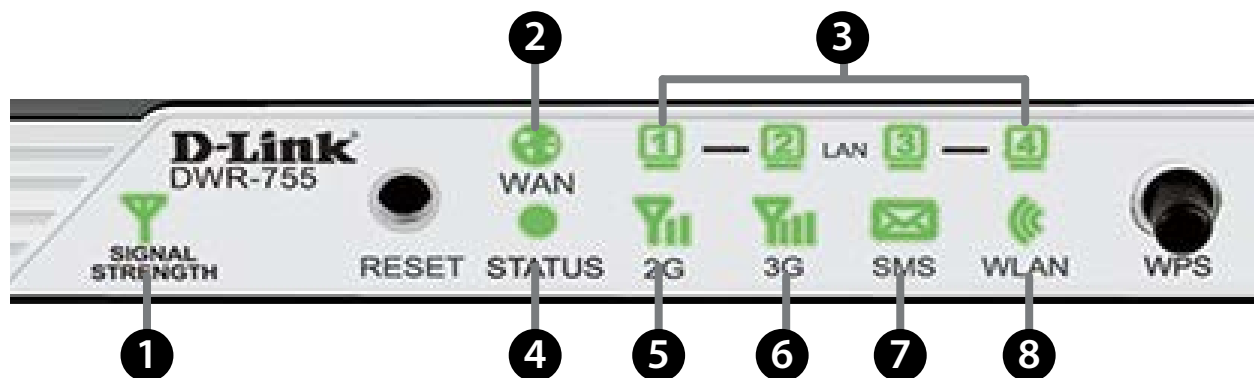 2 3
D-Link
DWR-755
WAN
1 2 LAN 3 4
SIGNAL
STRENGTH
RESET STATUS 2G 3G SMS WLAN WPS
1 4 5 6 7 8